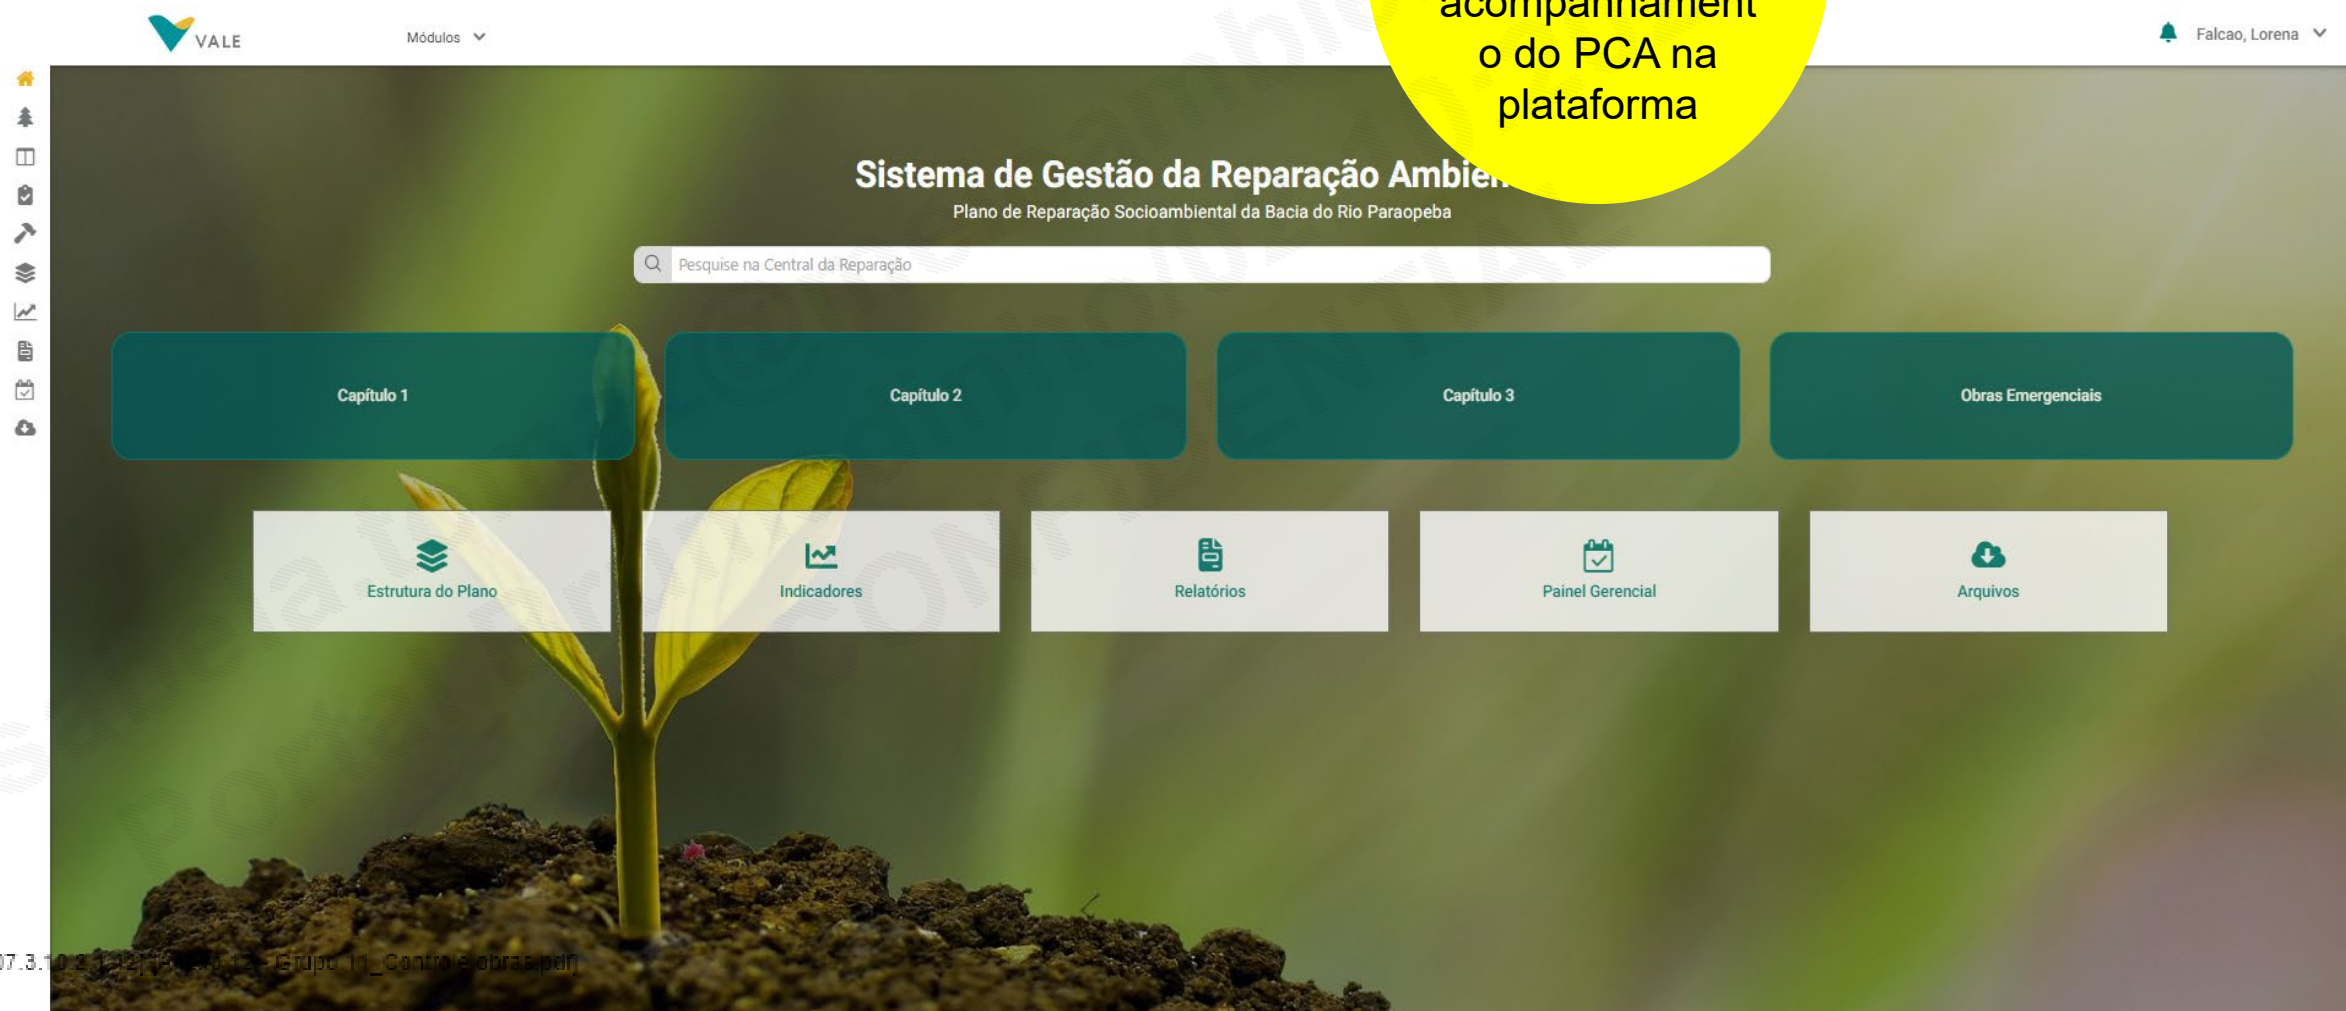 acompanhament
o do PCA na
plataforma
VALE
Módulos
Falcao, Lorena
Sistema de Gestão da Reparação
Plano de Reparação Socioambiental da Bacia do Rio Paraopeba
Pesquise na Central da Reparação
Capítulo 1
Capítulo 2
Capítulo 3
Obras Emergenciais
Estrutura do Plano
Indicadores
Relatórios
Painel Gerencial
Arquivos
Grupo 11_Controle obras.pdf)
CONFIDENTIAL